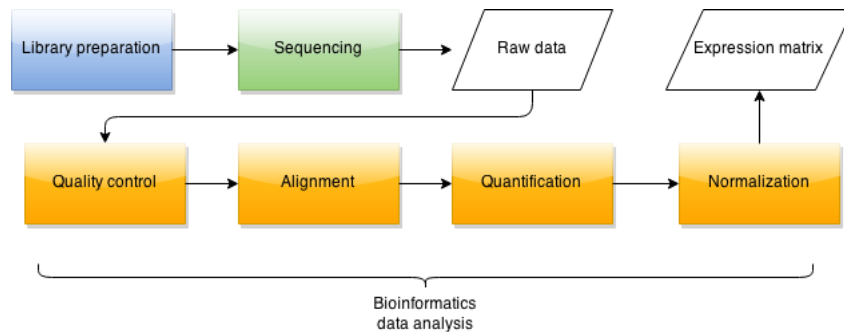 Library preparation
Sequencing
Raw data
Expression matrix
Quality control
Alignment
Quantification
Normalization
Bioinformatics
data analysis